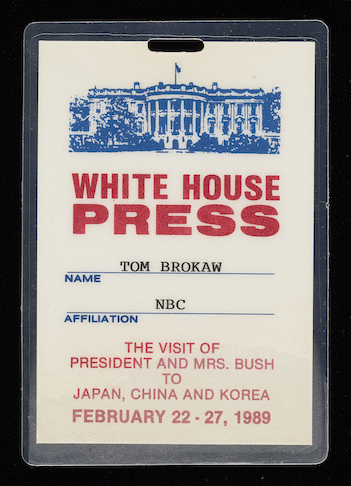 WHITE HOUSE
PRESS
TOM BROKAW
NAME
NBC
AFFILIATION
THE VISIT OF
PRESIDENT AND MRS. BUSH
TO
JAPAN, CHINA AND KOREA
FEBRUARY 22 - 27, 1989